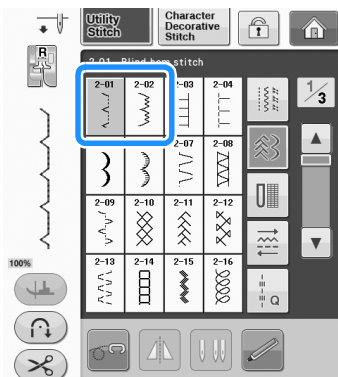 Utility
Stitch
Character
Decorative
Stitch
R
2-01 Blind hem stitch
1/3
2-01 2-02 2-03 2-04
2-07 2-08
2-09 2-10 2-11 2-12
100%
2-13 2-14 2-15 2-16
Q